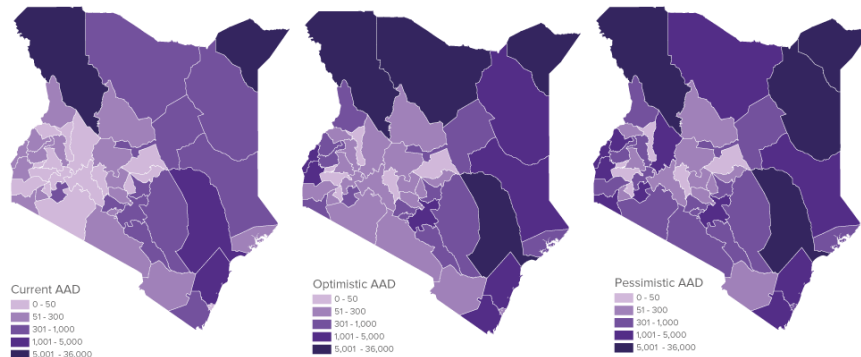 Current AAD
0 - 50
51 - 300
301 - 1,000
1,001 - 5,000
5,001 - 36,000
Optimistic AAD
0 - 50
51 - 300
301 - 1,000
1,001 - 5,000
5,001 - 36,000
Pessimistic AAD
0 - 50
51 - 300
301 - 1,000
1,001 - 5,000
5,001 - 36,000